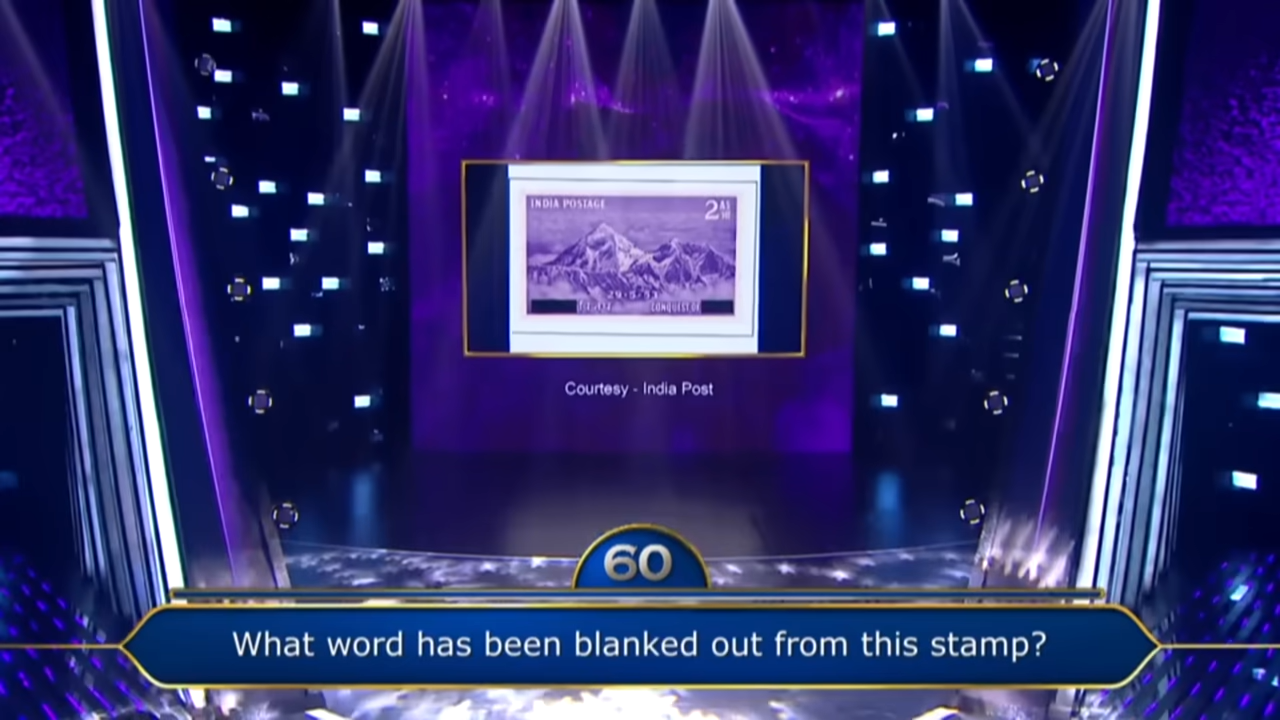 INDIA POSTAGE
2 AS
29·5·53
CONQUEST OF
Courtesy - India Post
60
What word has been blanked out from this stamp?